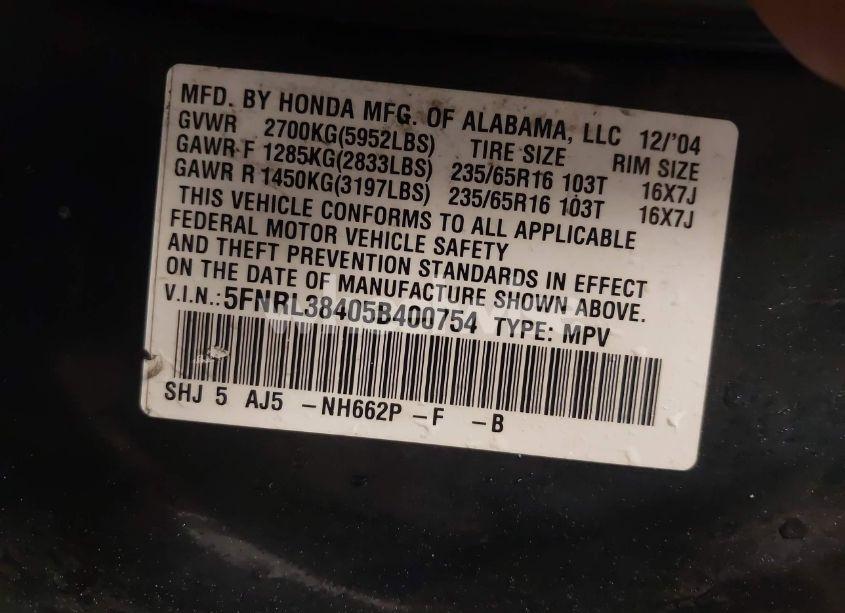 MFD. BY HONDA MFG. OF ALABAMA, LLC 12/'04
GVWR 2700KG(5952LBS) TIRE SIZE RIM SIZE
GAWR F 1285KG(2833LBS) 235/65R16 103T 16X7J
GAWR R 1450KG(3197LBS) 235/65R16 103T 16X7J
THIS VEHICLE CONFORMS TO ALL APPLICABLE
FEDERAL MOTOR VEHICLE SAFETY
AND THEFT PREVENTION STANDARDS IN EFFECT
ON THE DATE OF MANUFACTURE SHOWN ABOVE.
V.I.N.: 5FNRL38405B400754 TYPE: MPV
SHJ 5 AJ5 -NH662P -F -B